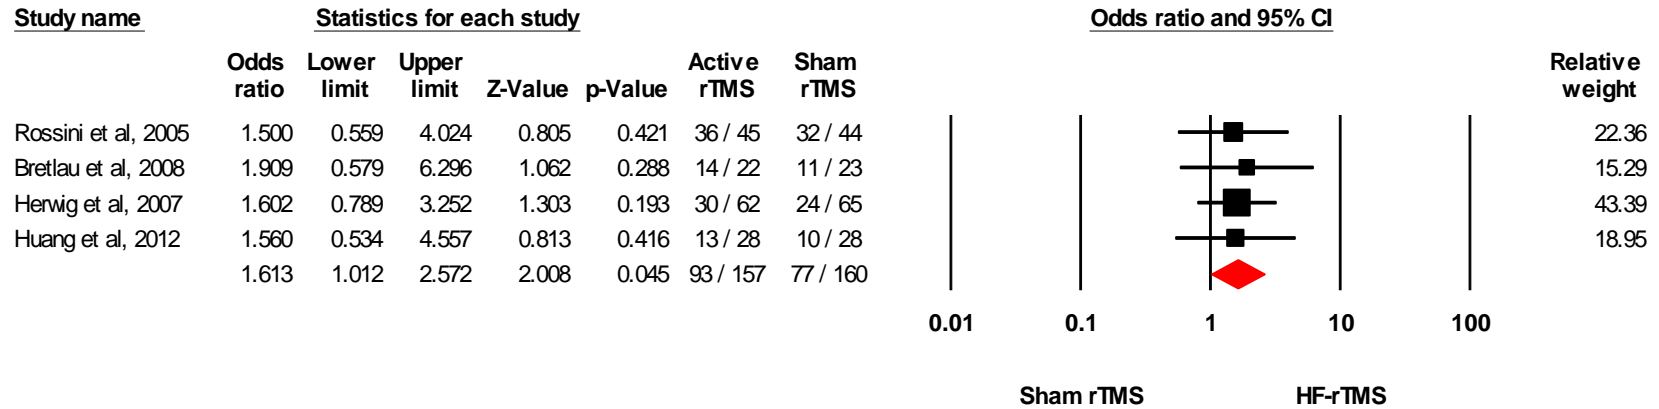 Study name Statistics for each study Odds ratio and 95% CI
Odds Lower Upper Active Sham Relative
ratio limit limit Z-Value p-Value rTMS rTMS weight
Rossini et al, 2005 1.500 0.559 4.024 0.805 0.421 36 / 45 32 / 44 22.36
Bretlau et al, 2008 1.909 0.579 6.296 1.062 0.288 14 / 22 11 / 23 15.29
Herwig et al, 2007 1.602 0.789 3.252 1.303 0.193 30 / 62 24 / 65 43.39
Huang et al, 2012 1.560 0.534 4.557 0.813 0.416 13 / 28 10 / 28 18.95
1.613 1.012 2.572 2.008 0.045 93 / 157 77 / 160
0.01 0.1 1 10 100
Sham rTMS HF-rTMS